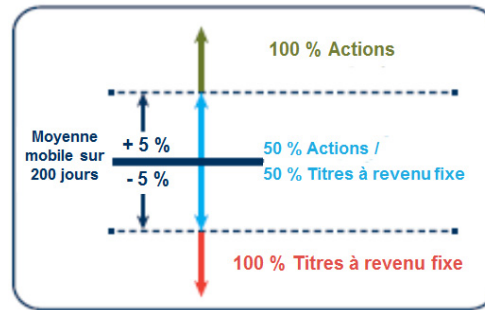 100 % Actions
Moyenne
mobile sur
200 jours
+ 5 %
- 5 %
50 % Actions /
50 % Titres à revenu fixe
100 % Titres à revenu fixe